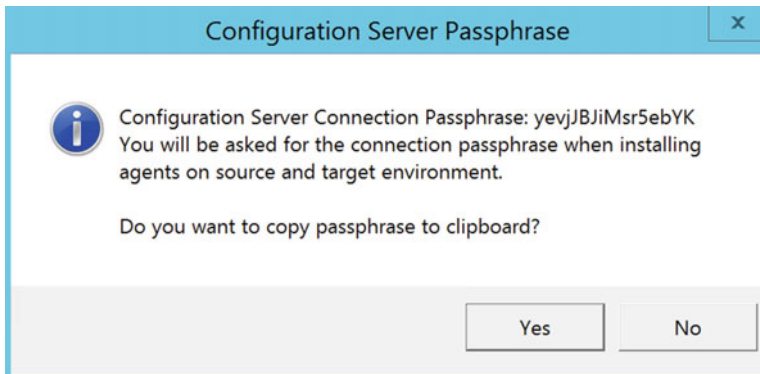 Configuration Server Passphrase
x
Configuration Server Connection Passphrase: yevjJBJiMsr5ebYK
You will be asked for the connection passphrase when installing
agents on source and target environment.
Do you want to copy passphrase to clipboard?
Yes No